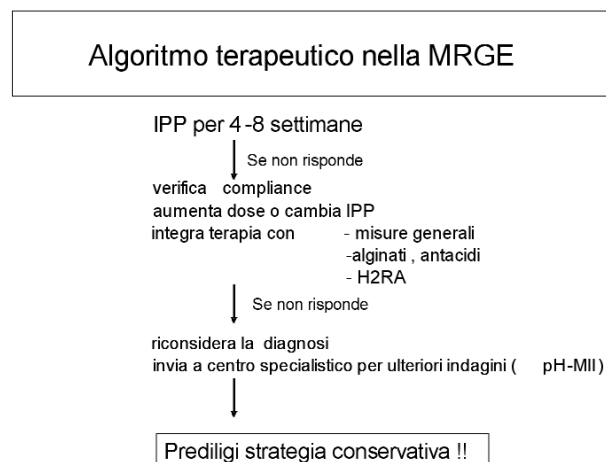 Algoritmo terapeutico nella MRGE
IPP per 4-8 settimane
Se non risponde
verifica compliance
aumenta dose o cambia IPP
integra terapia con - misure generali
-alginati , antacidi
- H2RA
Se non risponde
riconsidera la diagnosi
invia a centro specialistico per ulteriori indagini ( pH-MII)
Prediligi strategia conservativa !!